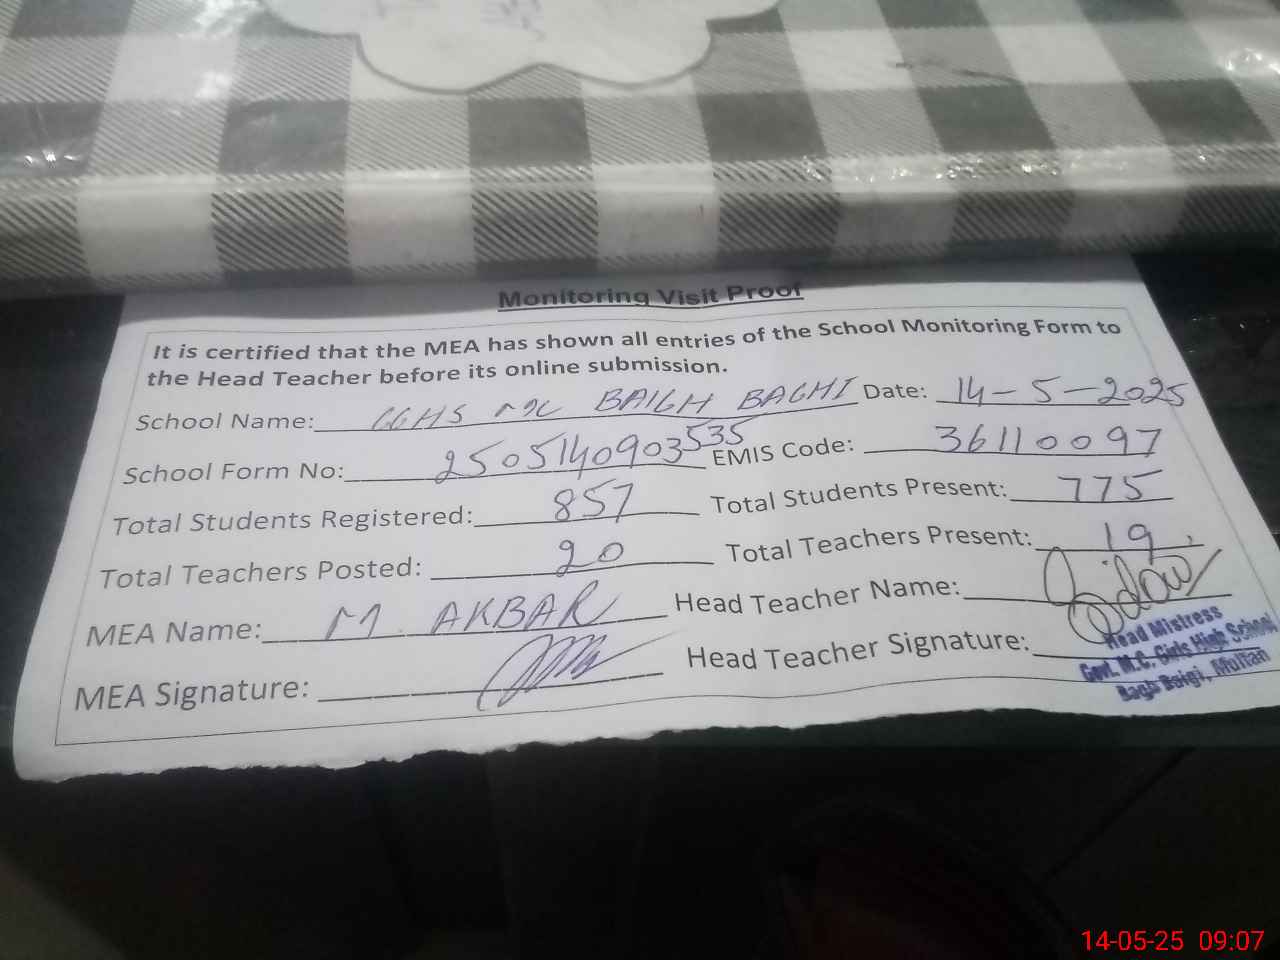 Monitoring Visit Proof
It is certified that the MEA has shown all entries of the School Monitoring Form to
the Head Teacher before its online submission.
School Name: GGHS MC BAIGH BAGHI Date: 14-5-2025
School Form No: 2505140903535 EMIS Code: 36110097
Total Students Registered: 857 Total Students Present: 775
Total Teachers Posted: 20 Total Teachers Present: 19
MEA Name: M. AKBAR Head Teacher Name:
MEA Signature: Head Teacher Signature:
Head Mistress
Govt. M.C. Girls High School
Bagh Baigi, Multan
14-05-25 09:07